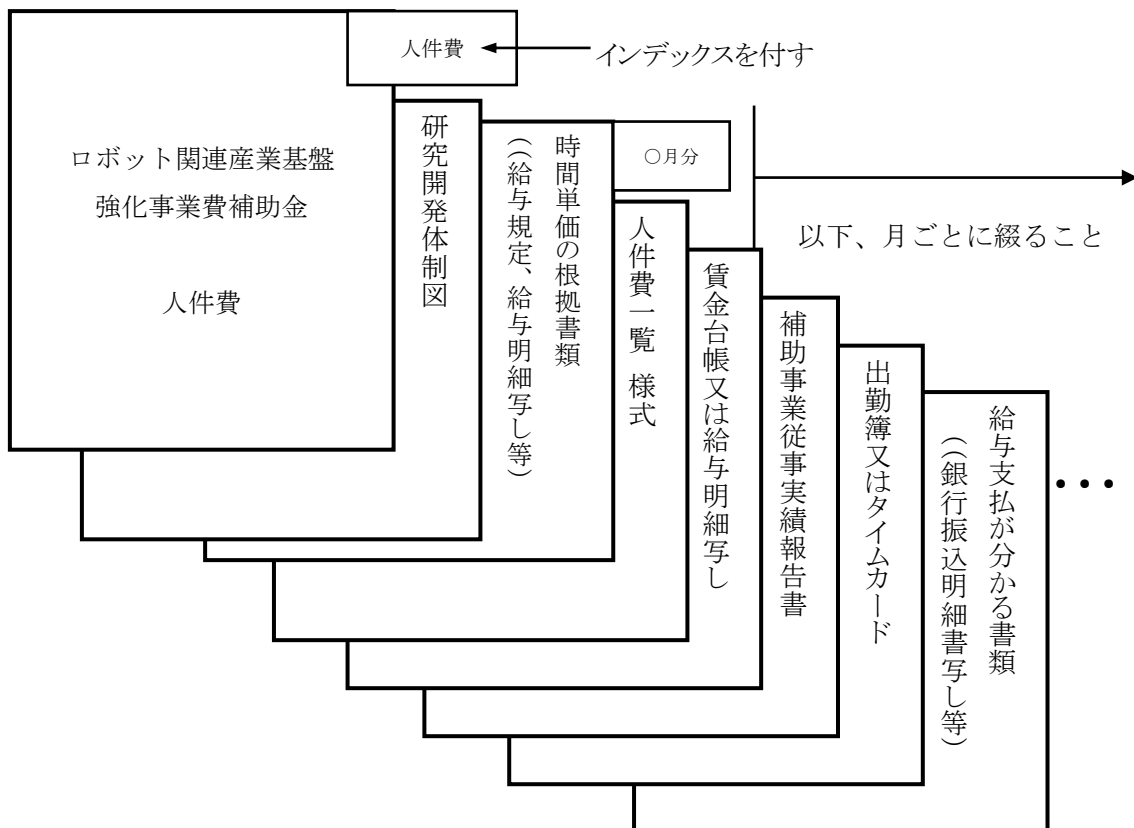 人件費
インデックスを付す
ロボット関連産業基盤
強化事業費補助金
人件費
研究開発体制図
時間単価の根拠書類
((給与規定、給与明細写し等)
○月分
以下、月ごとに綴ること
人件費一覧 様式
賃金台帳又は給与明細写し
補助事業従事実績報告書
出勤簿又はタイムカード
給与支払が分かる書類
((銀行振込明細書写し等)
・・・